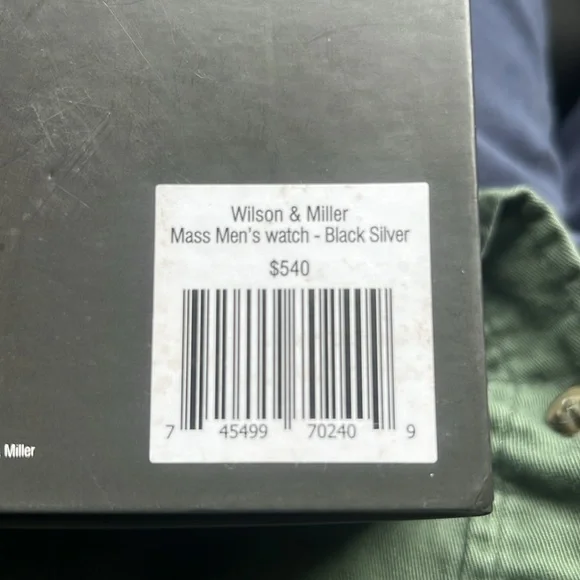 Wilson & Miller
Mass Men's watch - Black Silver
$540
7 45499 70240 9
Miller